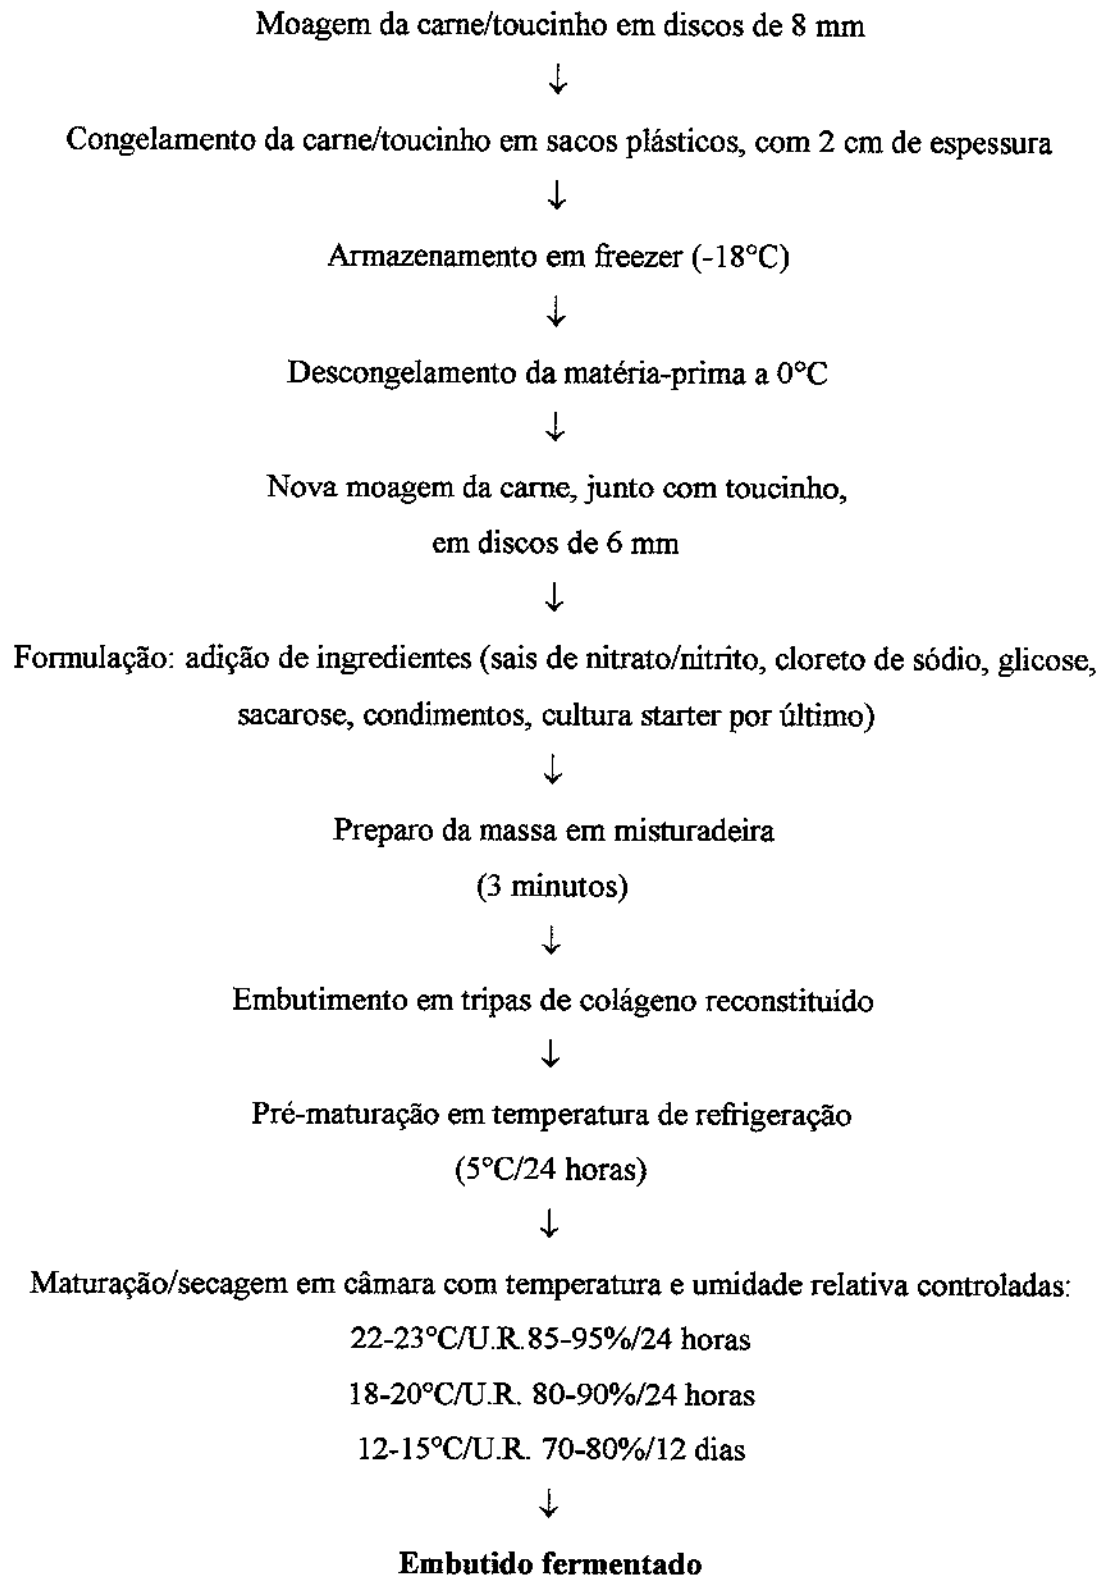 Moagem da carne/toucinho em discos de 8 mm
↓
Congelamento da carne/toucinho em sacos plásticos, com 2 cm de espessura
↓
Armazenamento em freezer (-18°C)
↓
Descongelamento da matéria-prima a 0°C
↓
Nova moagem da carne, junto com toucinho,
em discos de 6 mm
↓
Formulação: adição de ingredientes (sais de nitrato/nitrito, cloreto de sódio, glicose,
sacarose, condimentos, cultura starter por último)
↓
Preparo da massa em misturadeira
(3 minutos)
↓
Embutimento em tripas de colágeno reconstituído
↓
Pré-maturação em temperatura de refrigeração
(5°C/24 horas)
↓
Maturação/secagem em câmara com temperatura e umidade relativa controladas:
22-23°C/U.R.85-95%/24 horas
18-20°C/U.R. 80-90%/24 horas
12-15°C/U.R. 70-80%/12 dias
↓
Embutido fermentado